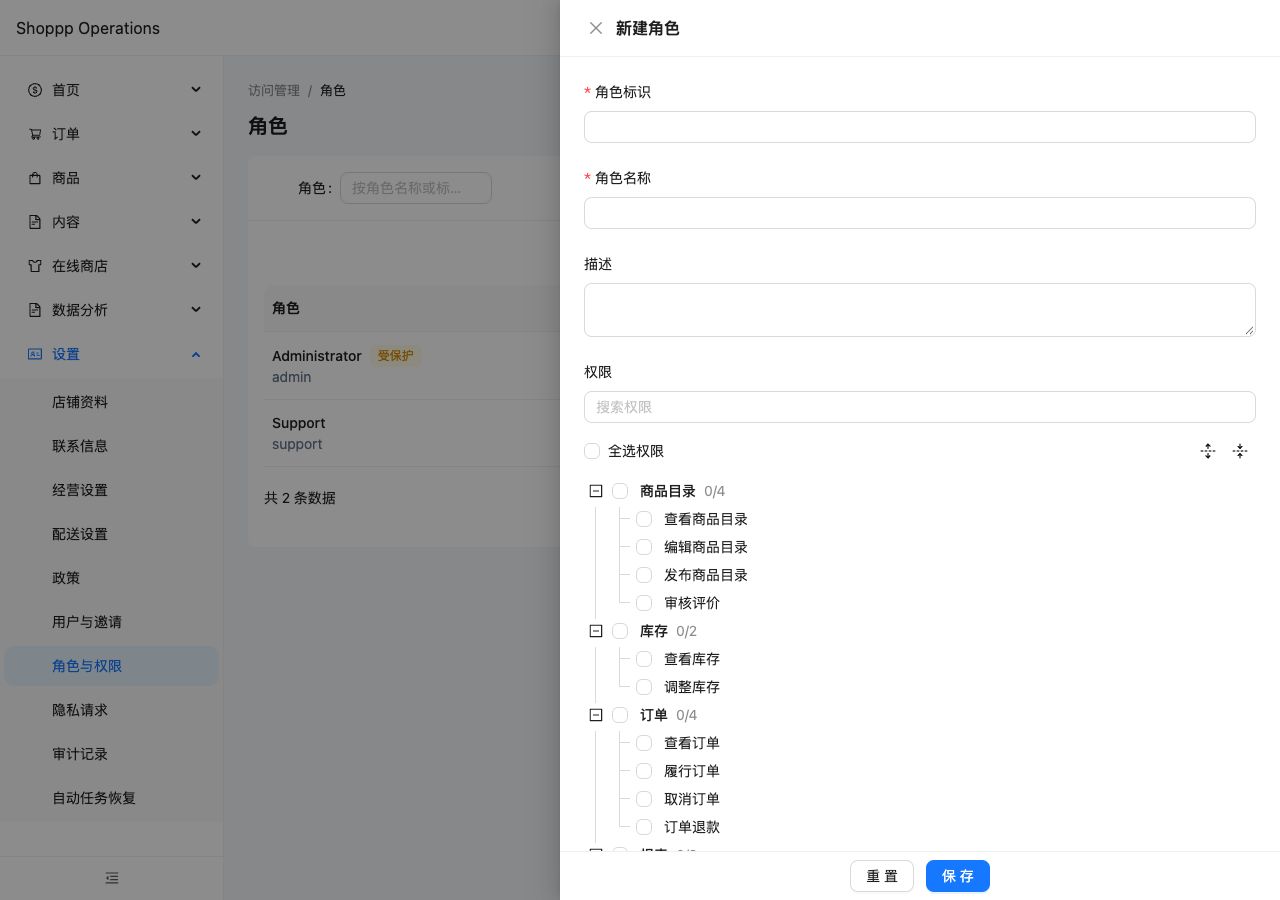 Shoppp Operations
首页
订单
商品
内容
在线商店
数据分析
设置
店铺资料
联系信息
经营设置
配送设置
政策
用户与邀请
角色与权限
隐私请求
审计记录
自动任务恢复
访问管理 / 角色
角色
角色: 按角色名称或标...
角色
Administrator 受保护
admin
Support
support
共 2 条数据
新建角色
* 角色标识
* 角色名称
描述
权限
搜索权限
全选权限
商品目录 0/4
查看商品目录
编辑商品目录
发布商品目录
审核评价
库存 0/2
查看库存
调整库存
订单 0/4
查看订单
履行订单
取消订单
订单退款
重 置
保 存